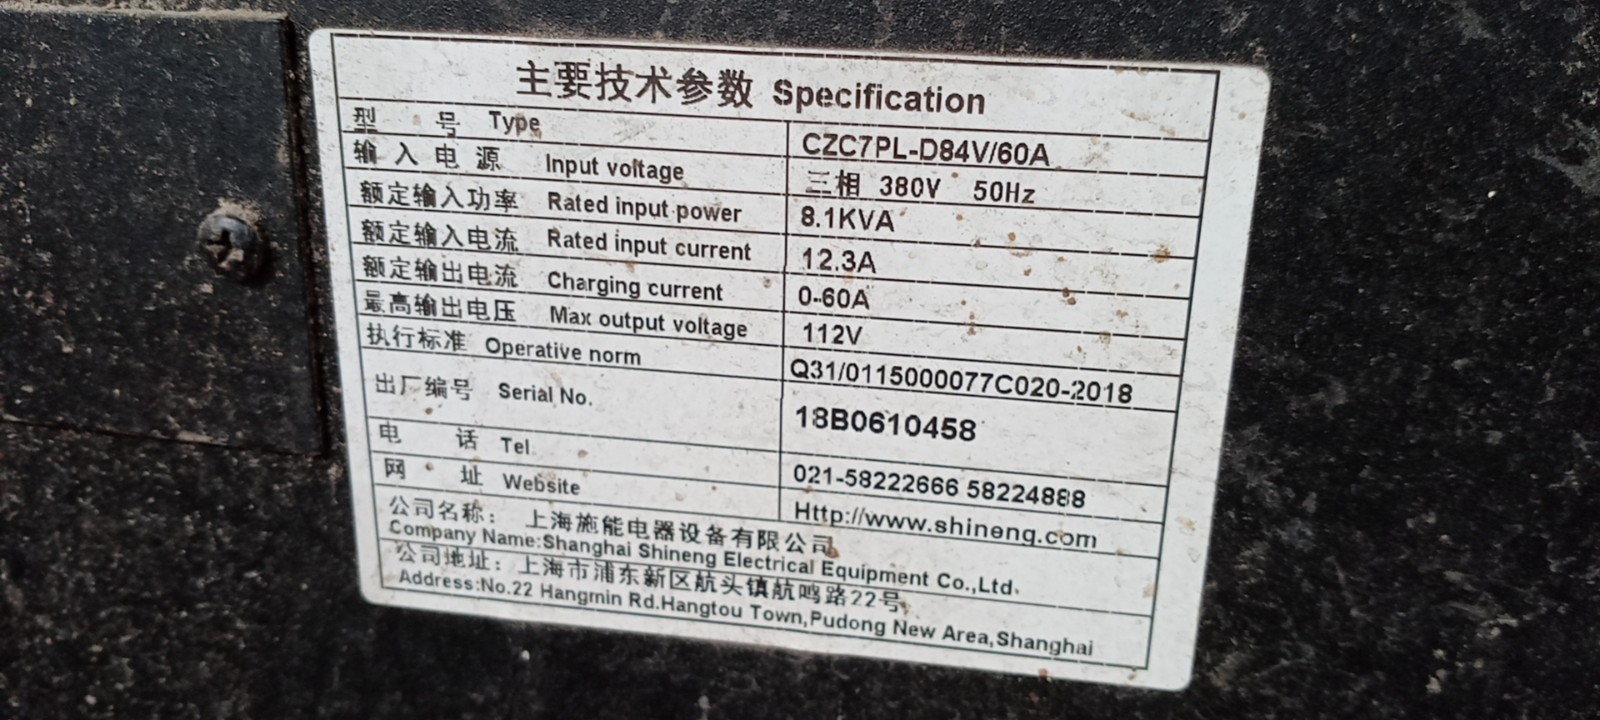 主要技术参数 Specification
型 号 Type CZC7PL-D84V/60A
输入电源 Input voltage 三相 380V 50Hz
额定输入功率 Rated input power 8.1KVA
额定输入电流 Rated input current 12.3A
额定输出电流 Charging current 0-60A
最高输出电压 Max output voltage 112V
执行标准 Operative norm Q31/0115000077C020-2018
出厂编号 Serial No. 18B0610458
电 话 Tel 021-58222666 58224888
网 址 Website Http://www.shineng.com
公司名称： 上海施能电器设备有限公司
Company Name:Shanghai Shineng Electrical Equipment Co.,Ltd.
公司地址： 上海市浦东新区航头镇航鸣路22号
Address:No.22 Hangmin Rd.Hangtou Town,Pudong New Area,Shanghai